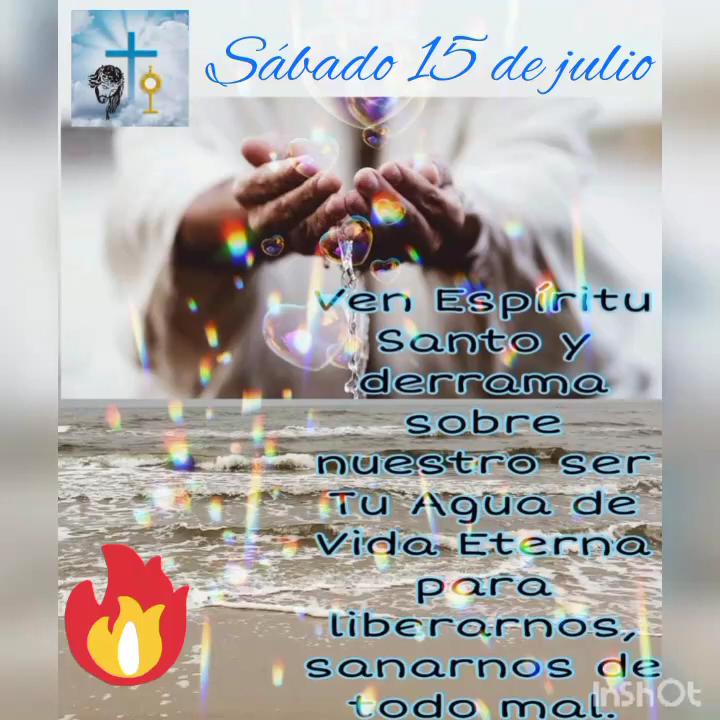 Sábado 15 de julio
Ven Espíritu
Santo y
derrama
sobre
nuestro ser
Tu Agua de
Vida Eterna
para
liberarnos,
sanarnos de
todo mal.
InShOt